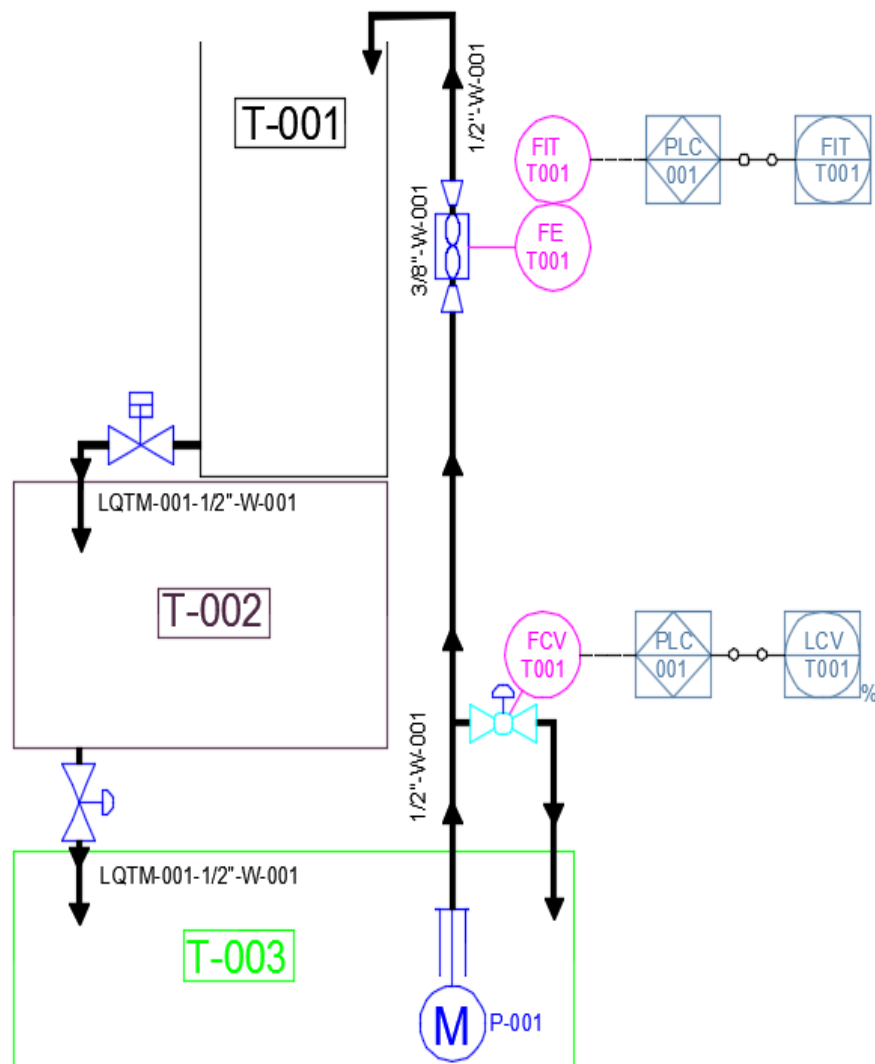 T-001
1/2"-W-001
FIT
T001
PLC
001
FIT
T001
3/8"-W-001
FE
T001
LQTM-001-1/2"-W-001
T-002
FCV
T001
PLC
001
LCV
T001
%
1/2"-W-001
LQTM-001-1/2"-W-001
T-003
M
P-001